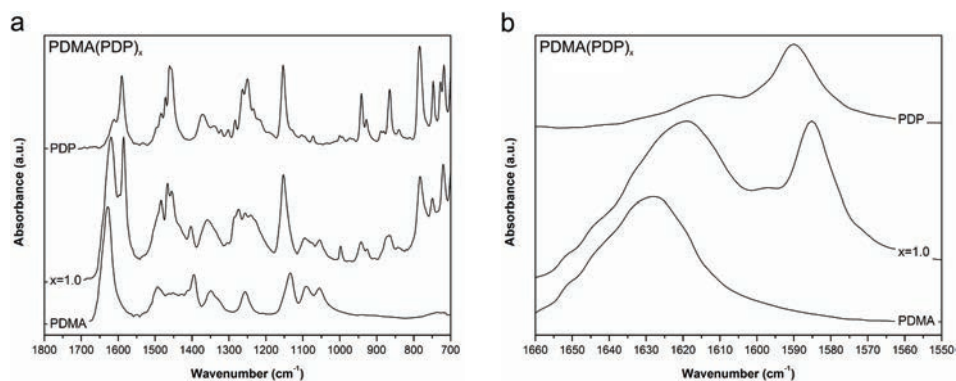 a
PDMA(PDP)ₓ
Absorbance (a.u.)
PDP
x=1.0
PDMA
1800 1700 1600 1500 1400 1300 1200 1100 1000 900 800 700
Wavenumber (cm⁻¹)
b
PDMA(PDP)ₓ
Absorbance (a.u.)
PDP
x=1.0
PDMA
1660 1650 1640 1630 1620 1610 1600 1590 1580 1570 1560 1550
Wavenumber (cm⁻¹)